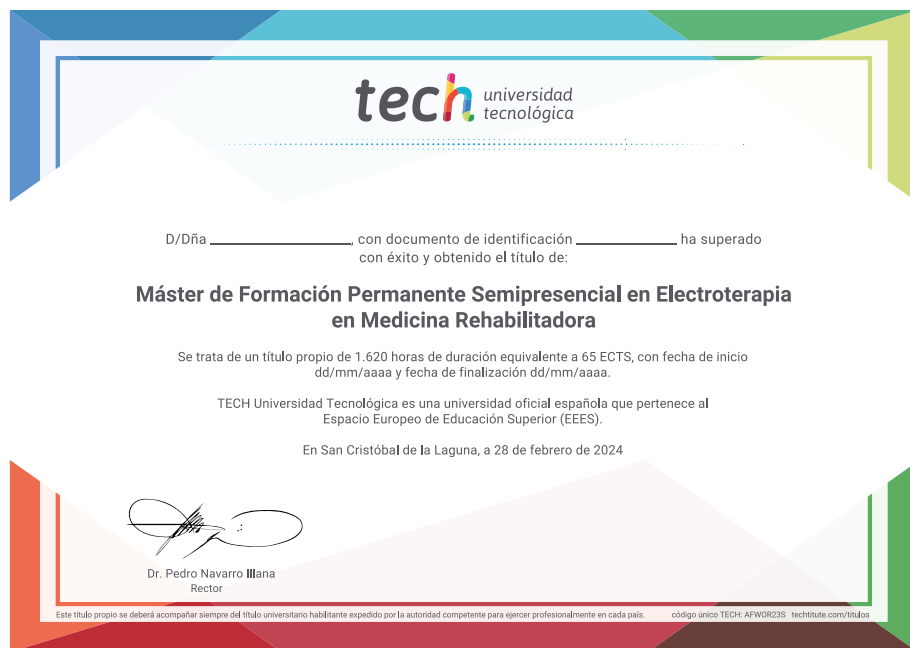 tech universidad
tecnológica
D/Dña ____________________, con documento de identificación ______________ ha superado
con éxito y obtenido el título de:
Máster de Formación Permanente Semipresencial en Electroterapia
en Medicina Rehabilitadora
Se trata de un título propio de 1.620 horas de duración equivalente a 65 ECTS, con fecha de inicio
dd/mm/aaaa y fecha de finalización dd/mm/aaaa.
TECH Universidad Tecnológica es una universidad oficial española que pertenece al
Espacio Europeo de Educación Superior (EEES).
En San Cristóbal de la Laguna, a 28 de febrero de 2024
Dr. Pedro Navarro Illana
Rector
Este título propio se deberá acompañar siempre del título universitario habilitante expedido por la autoridad competente para ejercer profesionalmente en cada país. código único TECH: AFWOR23S techtitute.com/titulos